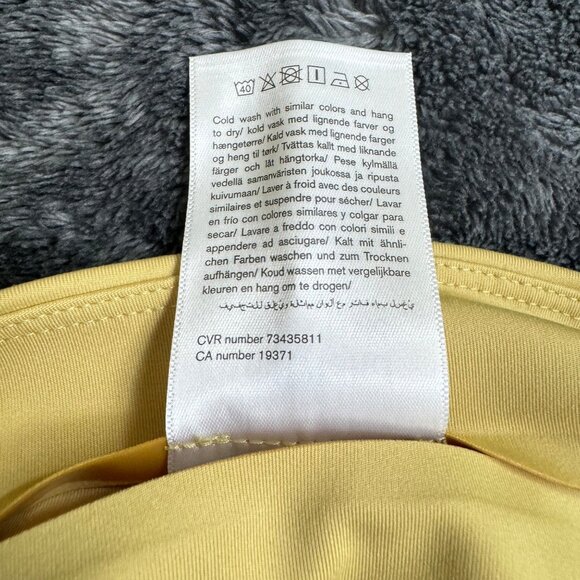 40
Cold wash with similar colors and hang
to dry/ kold vask med lignende farver og
hængetørre/ Kald vask med lignende farger
og heng til tørk/ Tvättas kallt med liknande
färger och låt hängtorka/ Pese kylmällä
vedellä samanväristen joukossa ja ripusta
kuivumaan/ Laver à froid avec des couleurs
similaires et suspendre pour sécher/ Lavar
en frío con colores similares y colgar para
secar/ Lavare a freddo con colori simili e
appendere ad asciugare/ Kalt mit ähnli-
chen Farben waschen und zum Trocknen
aufhängen/ Koud wassen met vergelijkbare
kleuren en hang om te drogen/
CVR number 73435811
CA number 19371